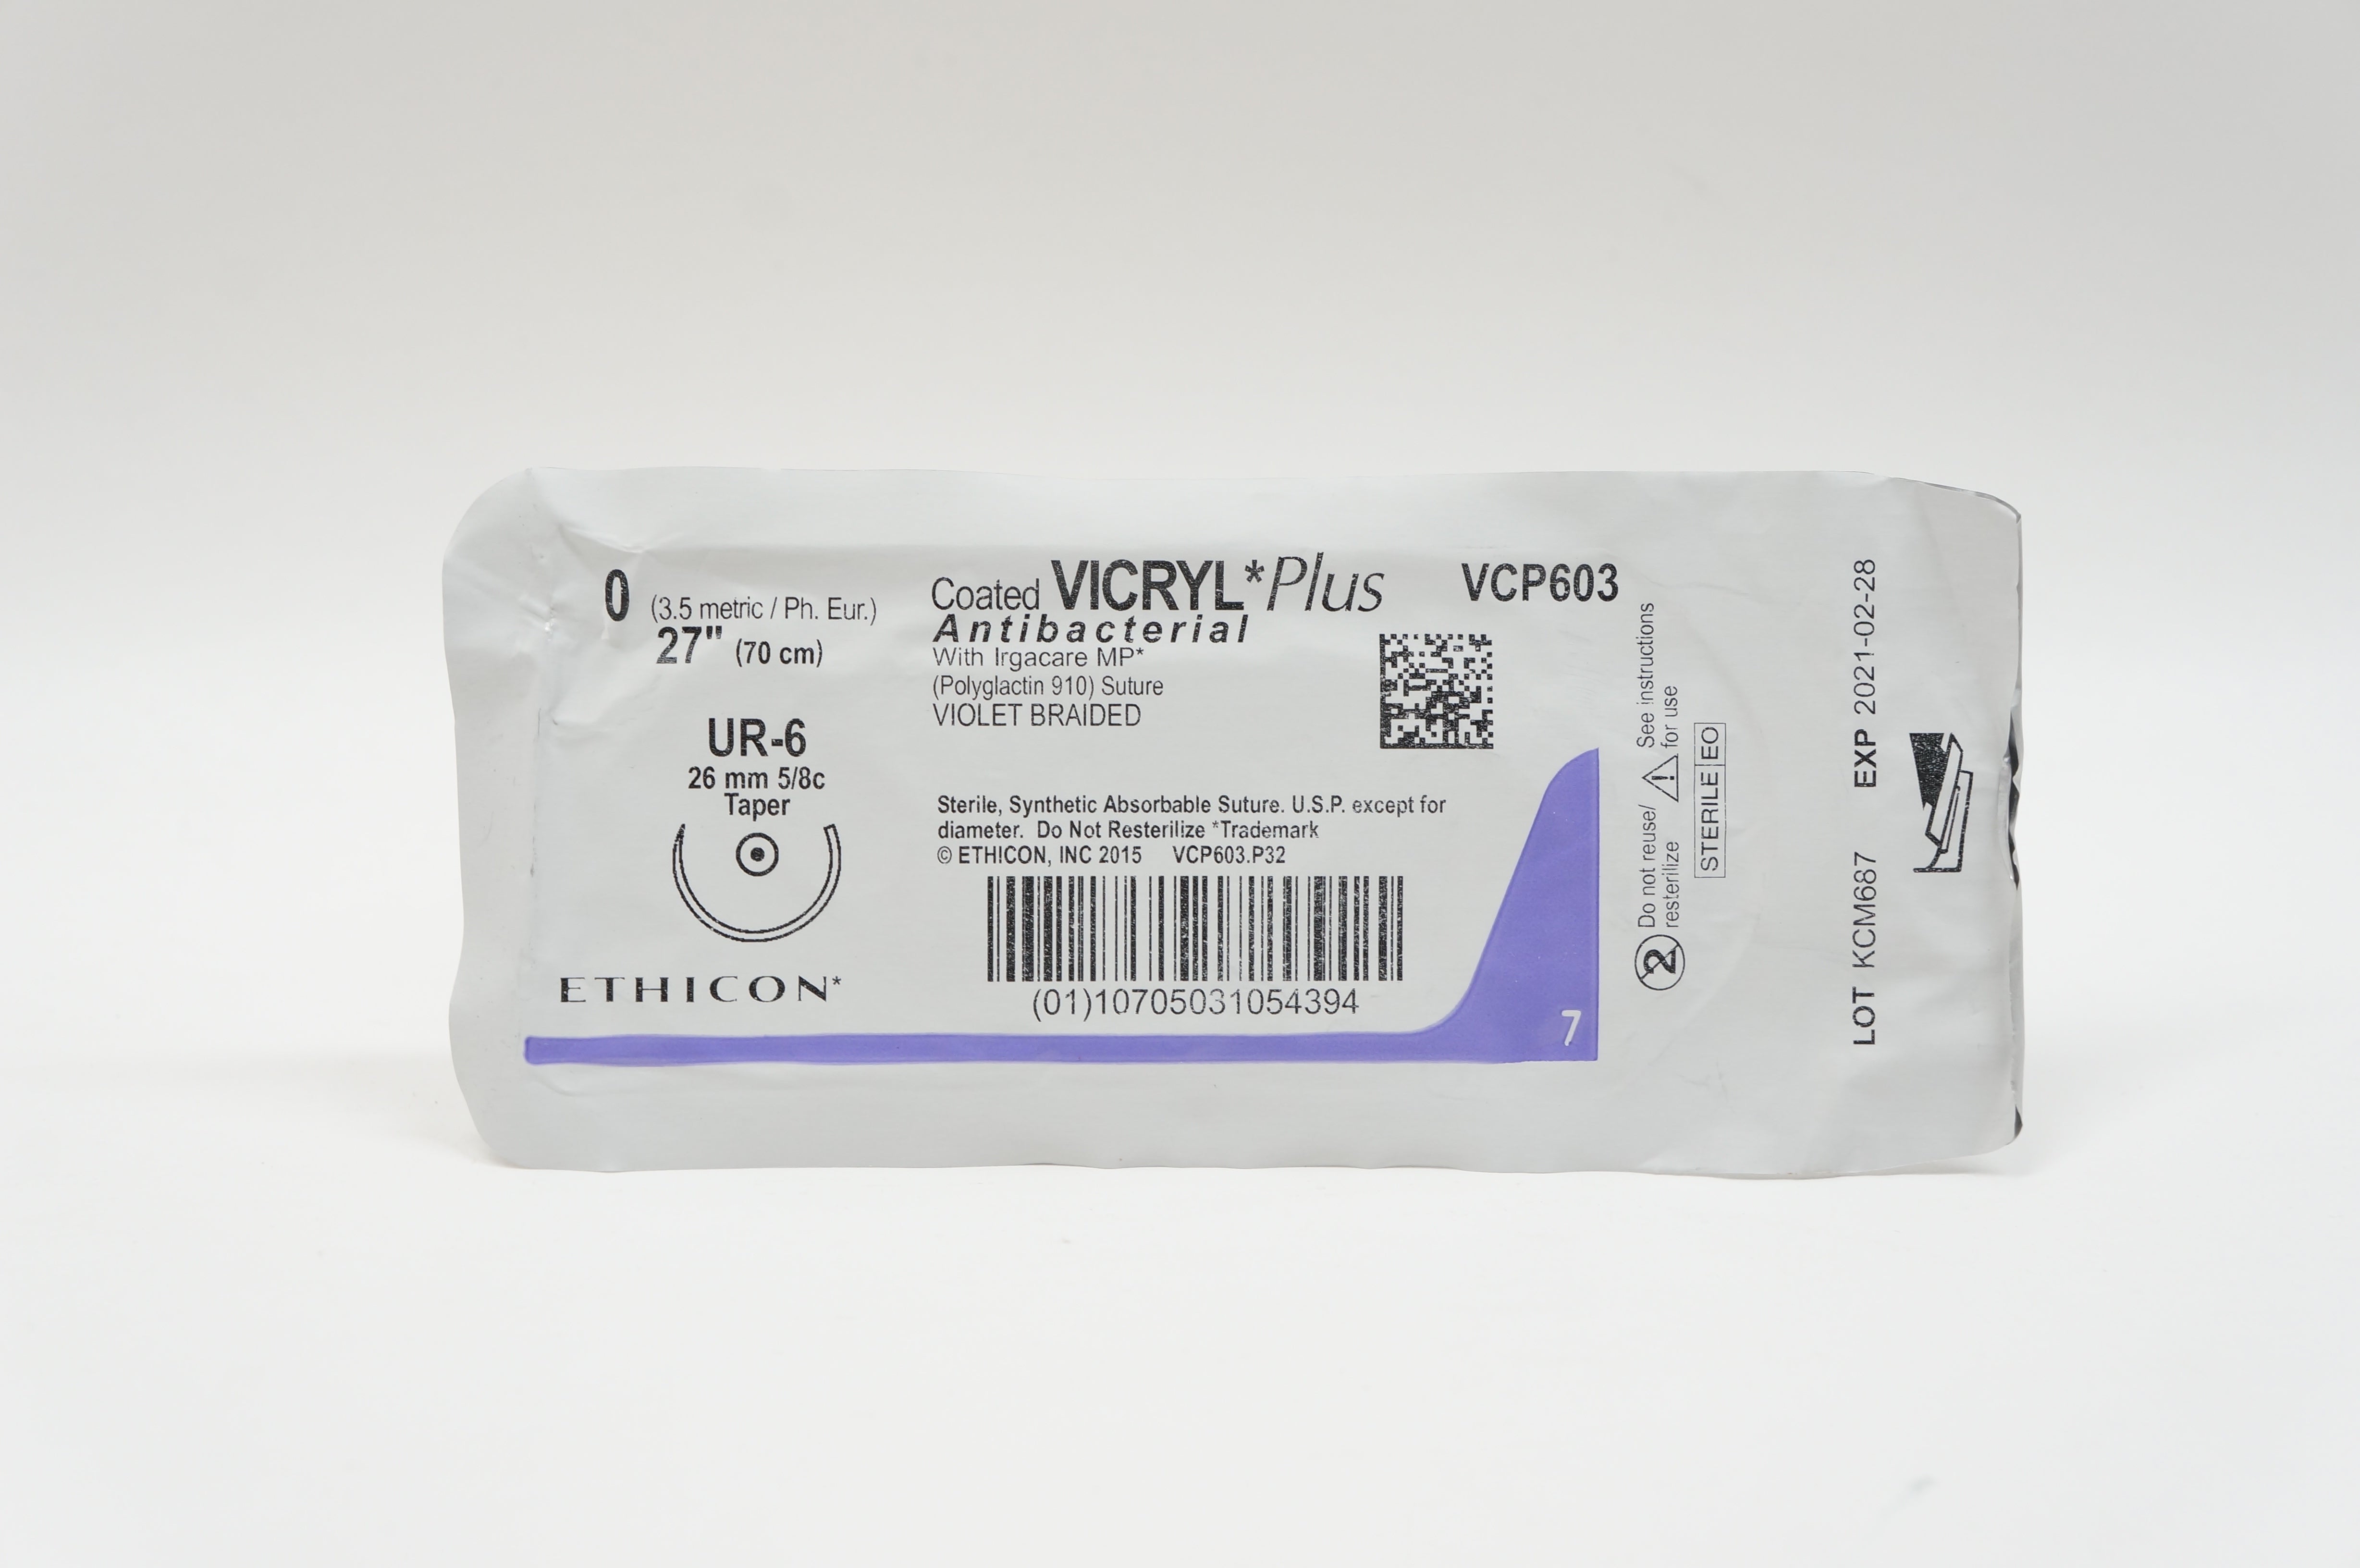 0 (3.5 metric / Ph. Eur.)
27" (70 cm)
UR-6
26 mm 5/8c
Taper
ETHICON*
Coated VICRYL*Plus
Antibacterial
With Irgacare MP*
(Polyglactin 910) Suture
VIOLET BRAIDED
VCP603
Sterile, Synthetic Absorbable Suture. U.S.P. except for
diameter. Do Not Resterilize *Trademark
© ETHICON, INC 2015 VCP603.P32
(01)10705031054394
7
2 Do not reuse/
resterilize
! See instructions
for use
STERILE EO
LOT KCM687 EXP 2021-02-28